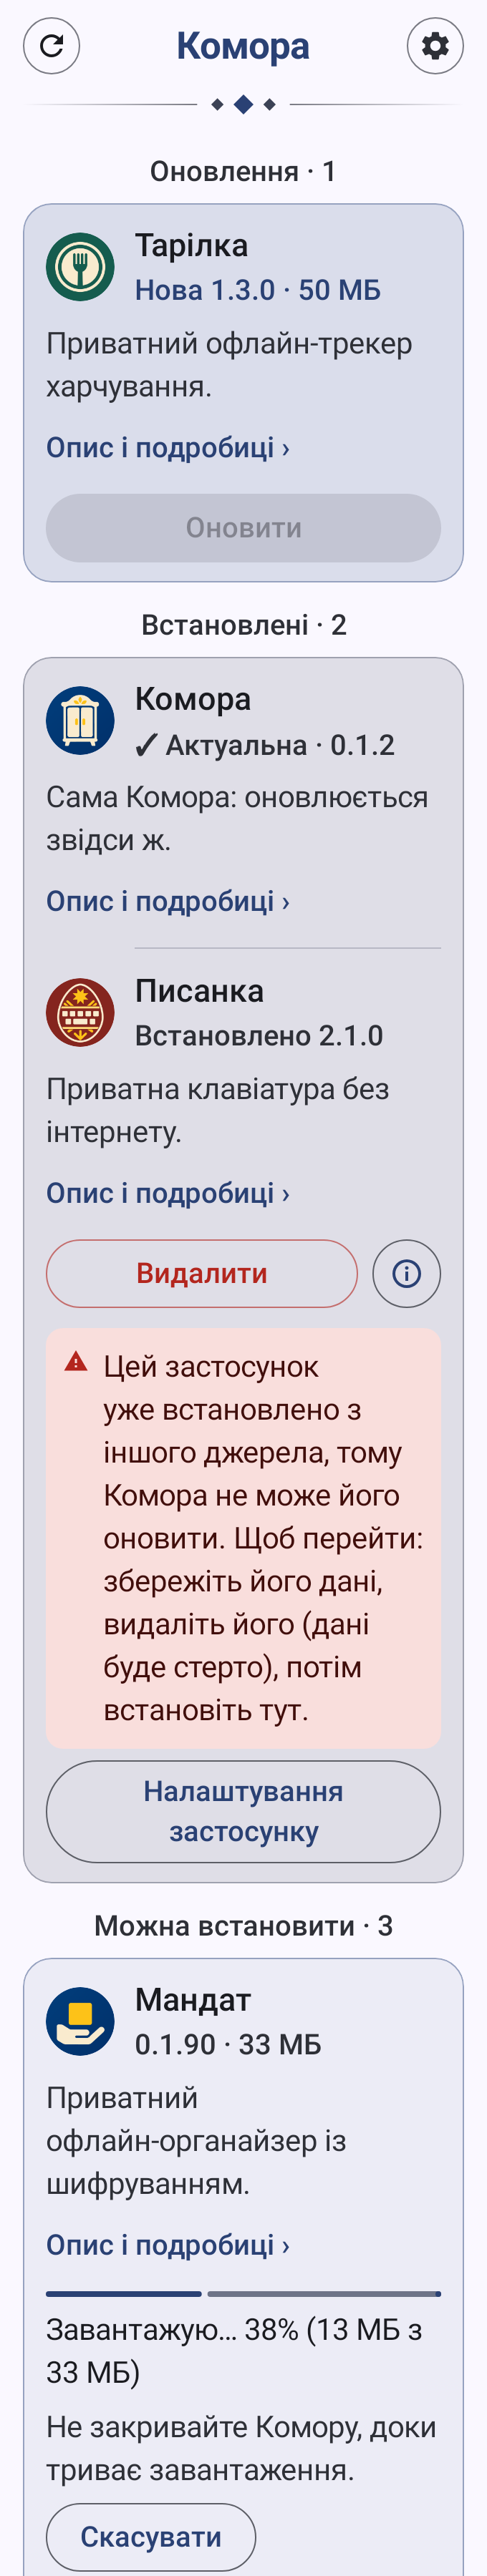 Комора
Оновлення · 1
Тарілка
Нова 1.3.0 · 50 МБ
Приватний офлайн-трекер
харчування.
Опис і подробиці ›
Оновити
Встановлені · 2
Комора
✓ Актуальна · 0.1.2
Сама Комора: оновлюється
звідси ж.
Опис і подробиці ›
Писанка
Встановлено 2.1.0
Приватна клавіатура без
інтернету.
Опис і подробиці ›
Видалити
Цей застосунок
уже встановлено з
іншого джерела, тому
Комора не може його
оновити. Щоб перейти:
збережіть його дані,
видаліть його (дані
буде стерто), потім
встановіть тут.
Налаштування
застосунку
Можна встановити · 3
Мандат
0.1.90 · 33 МБ
Приватний
офлайн-органайзер із
шифруванням.
Опис і подробиці ›
Завантажую… 38% (13 МБ з
33 МБ)
Не закривайте Комору, доки
триває завантаження.
Скасувати